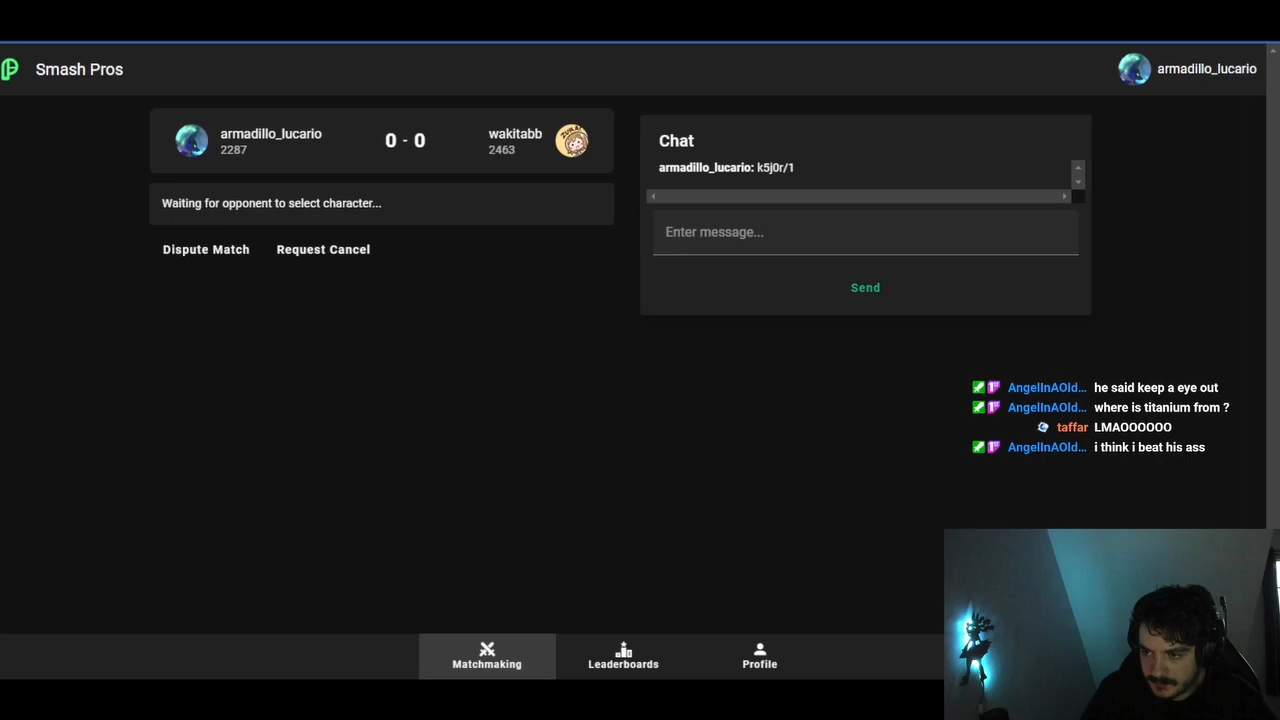 Smash Pros
armadillo_lucario
armadillo_lucario
2287
0 - 0
wakitabb
2463
Waiting for opponent to select character...
Dispute Match
Request Cancel
Chat
armadillo_lucario: k5j0r/1
Enter message...
Send
AngelInAOld... he said keep a eye out
AngelInAOld... where is titanium from ?
taffar LMAOOOOOO
AngelInAOld... i think i beat his ass
Matchmaking
Leaderboards
Profile